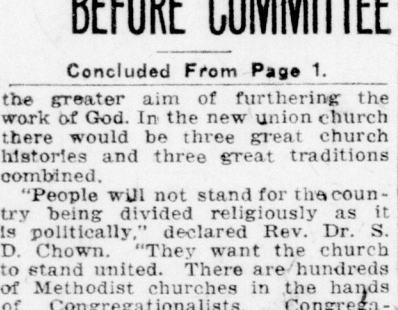 BEFORE COMMITTEE
Concluded From Page 1.
the greater aim of furthering the
work of God. In the new union church
there would be three great church
histories and three great traditions
combined.
"People will not stand for the coun-
try being divided religiously as it
is politically," declared Rev. Dr. S.
D. Chown. "They want the church
to stand united. There are hundreds
of Methodist churches in the hands
of Congregationalists. Congrega-